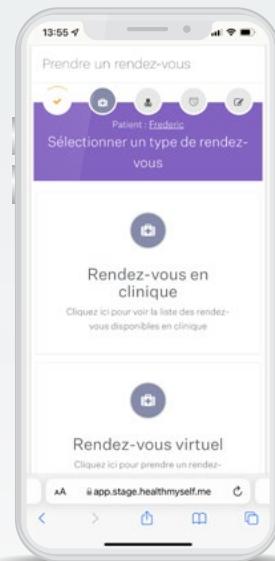 13:55
Prendre un rendez-vous
Patient : Frederic
Sélectionner un type de rendez-
vous
Rendez-vous en
clinique
Cliquez ici pour voir la liste des rendez-
vous disponibles en clinique
Rendez-vous virtuel
Cliquez ici pour prendre un rendez-
AA app.stage.healthmyself.me